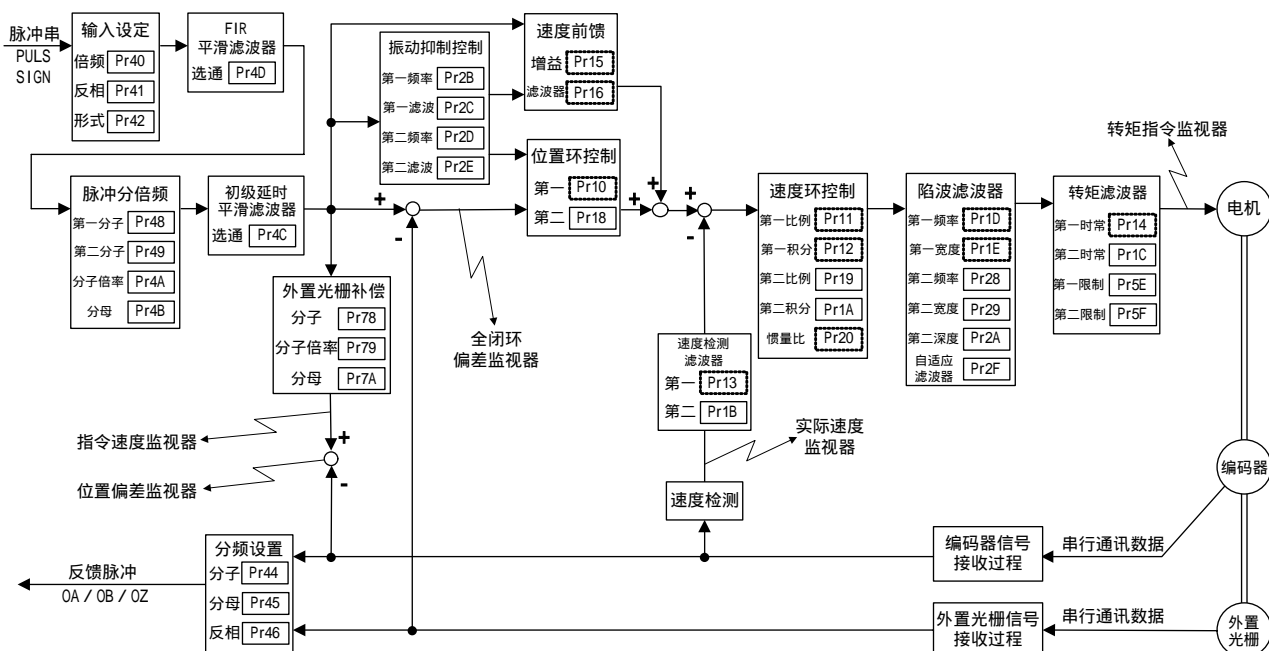 脉冲串
PULS
SIGN
输入设定
倍频 Pr40
反相 Pr41
形式 Pr42
FIR
平滑滤波器
选通 Pr4D
振动抑制控制
第一频率 Pr2B
第一滤波 Pr2C
第二频率 Pr2D
第二滤波 Pr2E
速度前馈
增益 Pr15
滤波器 Pr16
脉冲分倍频
第一分子 Pr48
第二分子 Pr49
分子倍率 Pr4A
分母 Pr4B
初级延时
平滑滤波器
选通 Pr4C
+
-
位置环控制
第一 Pr10
第二 Pr18
+
+
+
-
速度环控制
第一比例 Pr11
第一积分 Pr12
第二比例 Pr19
第二积分 Pr1A
惯量比 Pr20
陷波滤波器
第一频率 Pr1D
第一宽度 Pr1E
第二频率 Pr28
第二宽度 Pr29
第二深度 Pr2A
自适应
滤波器 Pr2F
转矩滤波器
第一时常 Pr14
第二时常 Pr1C
第一限制 Pr5E
第二限制 Pr5F
转矩指令监视器
电机
外置光栅补偿
分子 Pr78
分子倍率 Pr79
分母 Pr7A
全闭环
偏差监视器
速度检测
滤波器
第一 Pr13
第二 Pr1B
指令速度监视器
+
-
位置偏差监视器
实际速度
监视器
速度检测
编码器
分频设置
分子 Pr44
分母 Pr45
反相 Pr46
反馈脉冲
OA / OB / OZ
编码器信号
接收过程
串行通讯数据
外置光栅信号
接收过程
串行通讯数据
外置
光栅